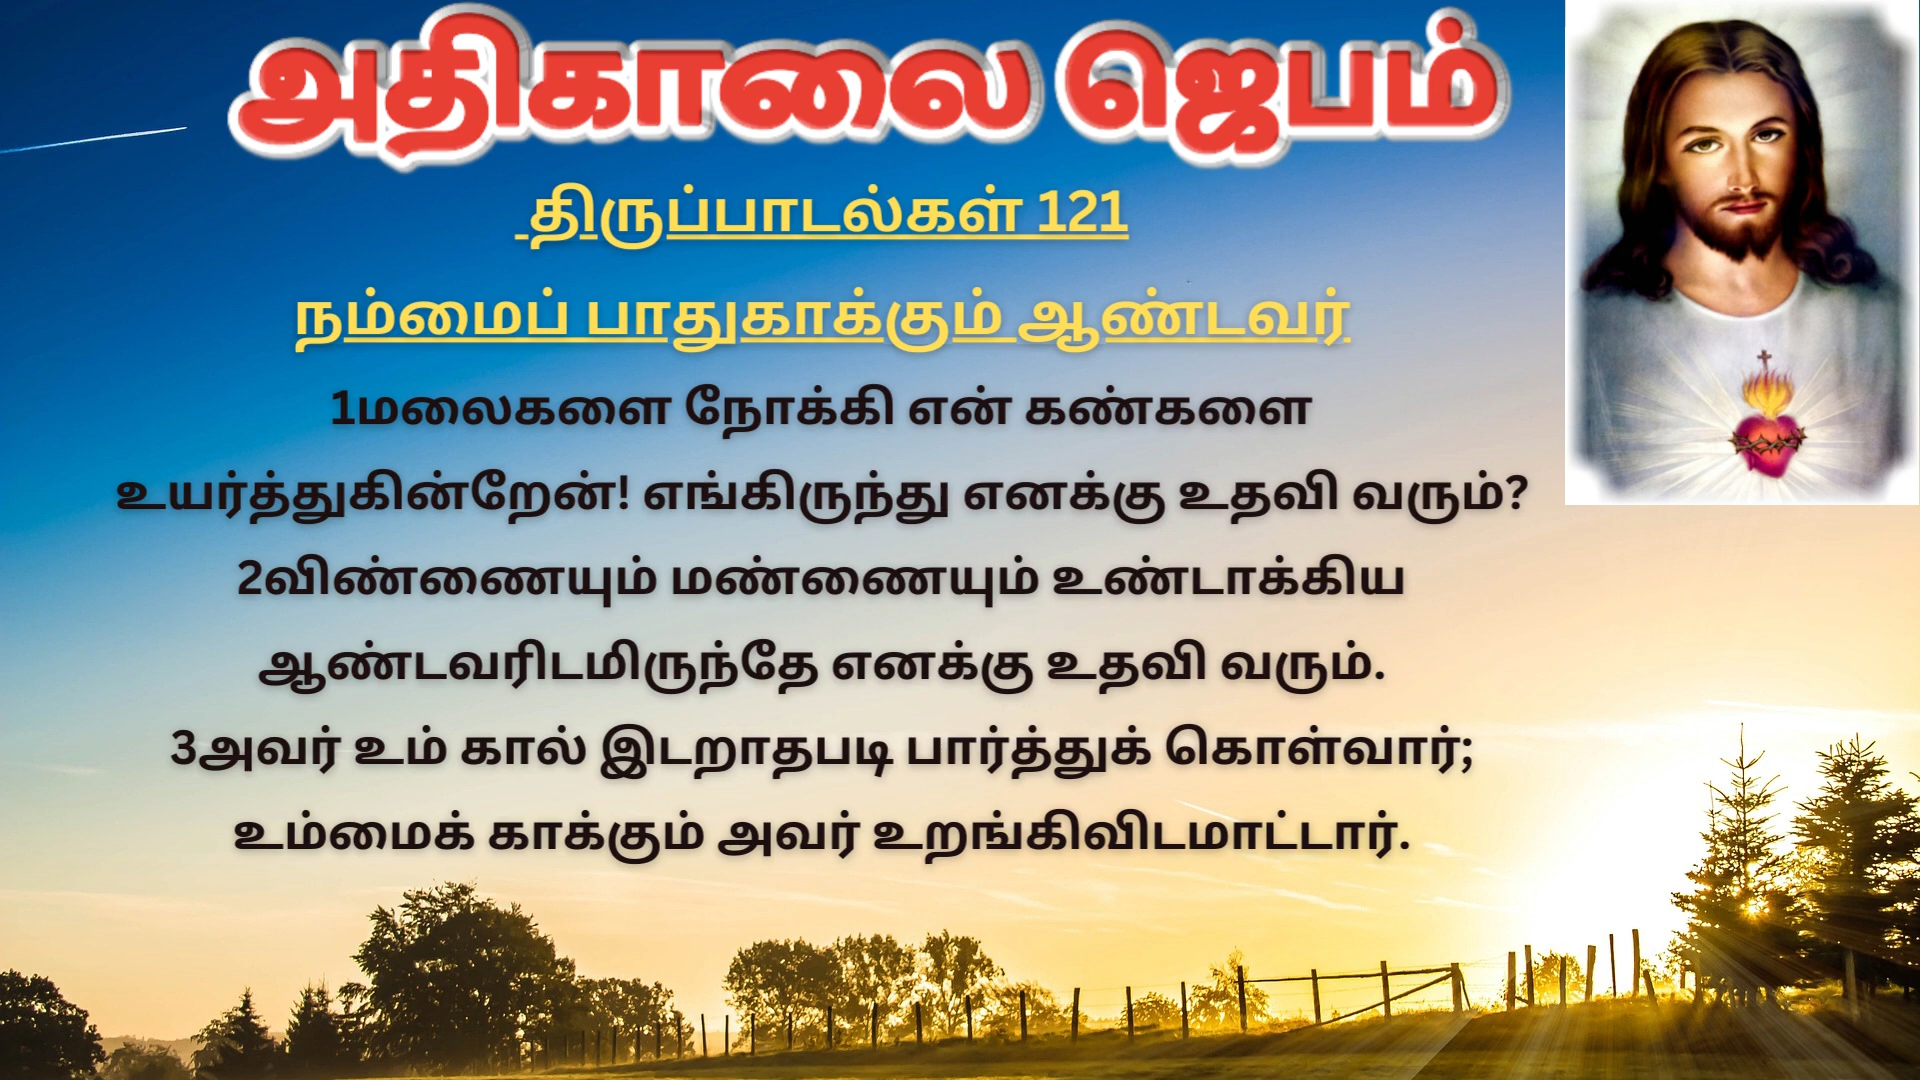 அதிகாலை ஜெபம்
திருப்பாடல்கள் 121
நம்மைப் பாதுகாக்கும் ஆண்டவர்
1மலைகளை நோக்கி என் கண்களை
உயர்த்துகின்றேன்! எங்கிருந்து எனக்கு உதவி வரும்?
2விண்ணையும் மண்ணையும் உண்டாக்கிய
ஆண்டவரிடமிருந்தே எனக்கு உதவி வரும்.
3அவர் உம் கால் இடறாதபடி பார்த்துக் கொள்வார்;
உம்மைக் காக்கும் அவர் உறங்கிவிடமாட்டார்.